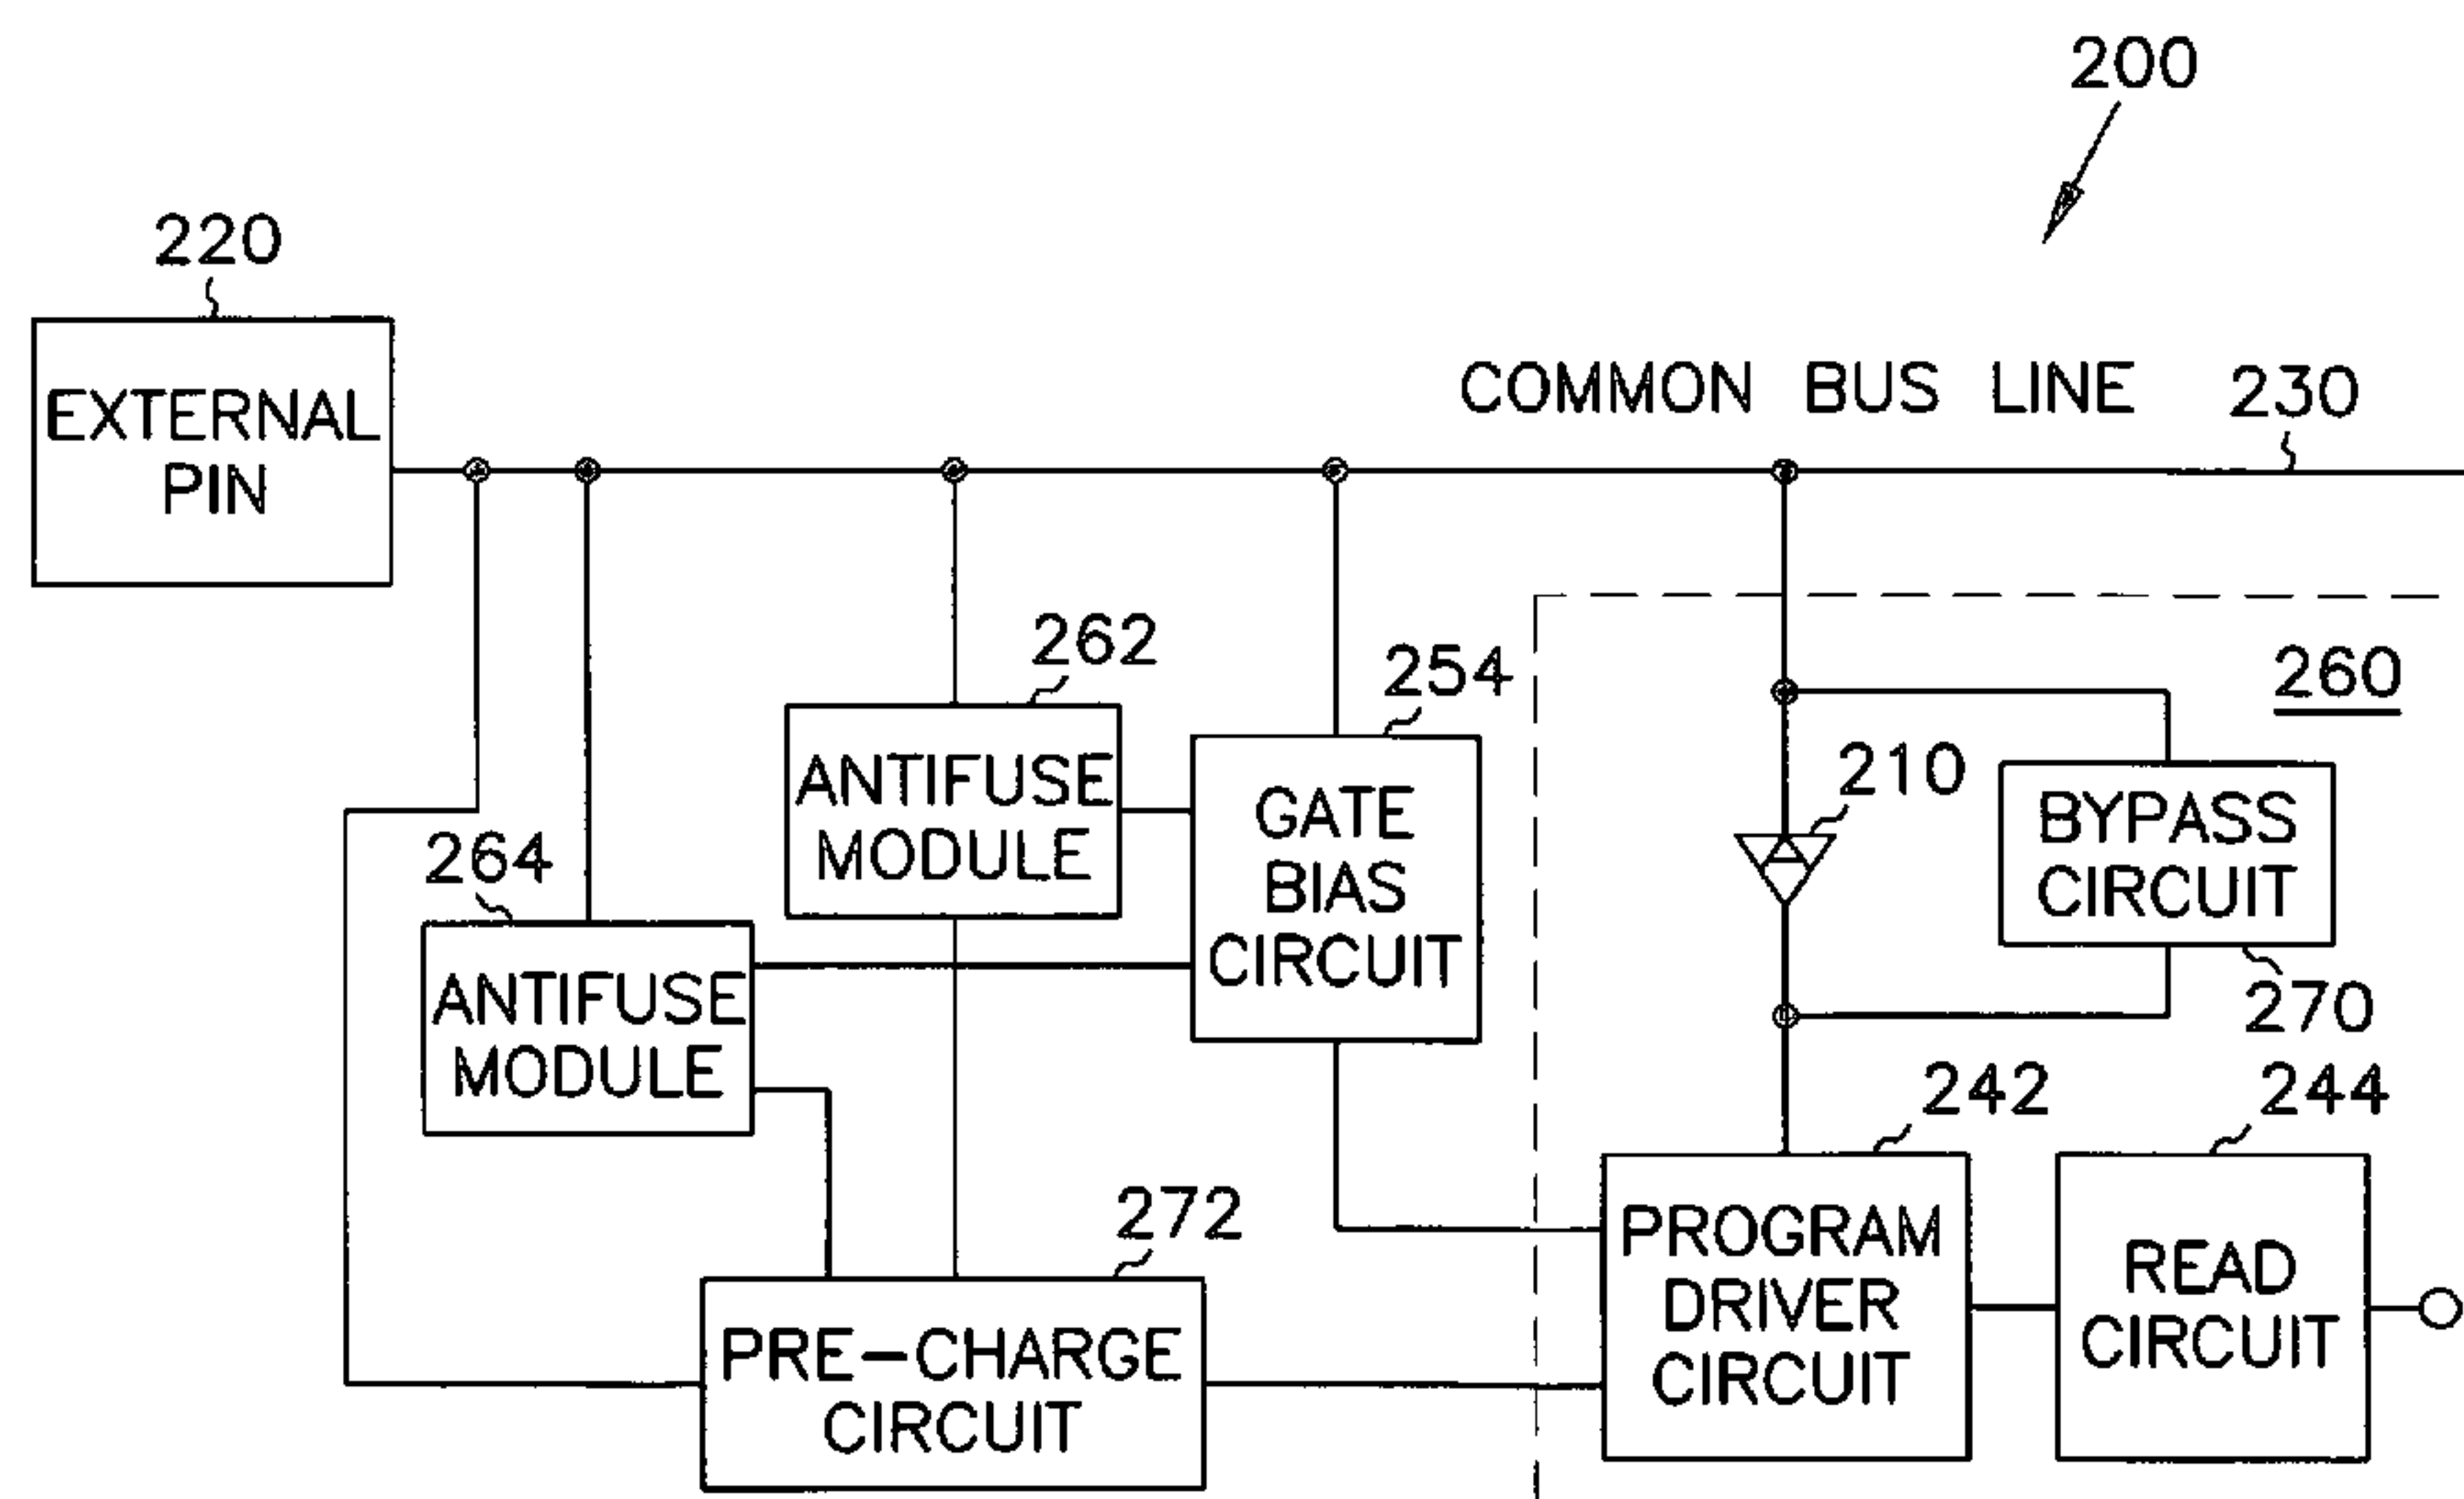 200
220
EXTERNAL
PIN
COMMON BUS LINE 230
262
254
260
210
ANTIFUSE
MODULE
GATE
BIAS
CIRCUIT
BYPASS
CIRCUIT
264
270
ANTIFUSE
MODULE
242
244
272
PROGRAM
DRIVER
CIRCUIT
READ
CIRCUIT
PRE-CHARGE
CIRCUIT